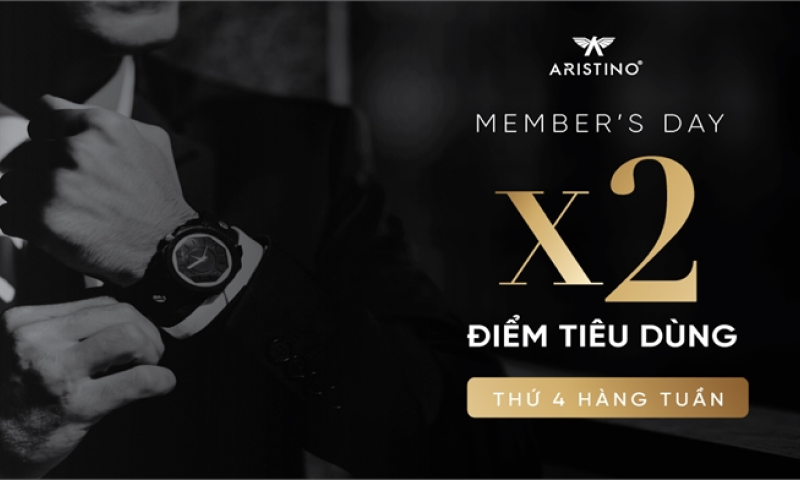 ARISTINO®
MEMBER'S DAY
X2
ĐIỂM TIÊU DÙNG
THỨ 4 HÀNG TUẦN